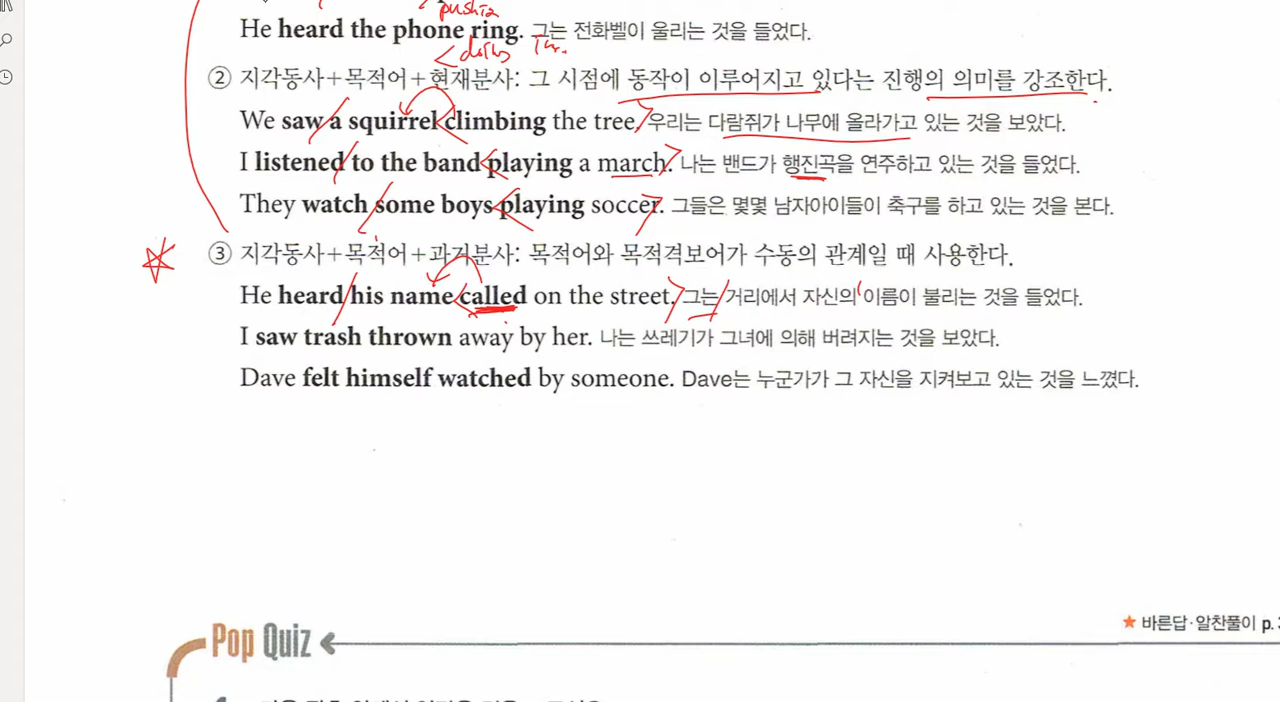 pushing
He heard the phone ring. 그는 전화벨이 울리는 것을 들었다.
② 지각동사+목적어+현재분사: 그 시점에 동작이 이루어지고 있다는 진행의 의미를 강조한다.
We saw a squirrel climbing the tree. 우리는 다람쥐가 나무에 올라가고 있는 것을 보았다.
I listened to the band playing a march. 나는 밴드가 행진곡을 연주하고 있는 것을 들었다.
They watch some boys playing soccer. 그들은 몇몇 남자아이들이 축구를 하고 있는 것을 본다.
③ 지각동사+목적어+과거분사: 목적어와 목적격보어가 수동의 관계일 때 사용한다.
He heard his name called on the street. 그는 거리에서 자신의 이름이 불리는 것을 들었다.
I saw trash thrown away by her. 나는 쓰레기가 그녀에 의해 버려지는 것을 보았다.
Dave felt himself watched by someone. Dave는 누군가가 그 자신을 지켜보고 있는 것을 느꼈다.
★ 바른답·알찬풀이 p.
Pop Quiz